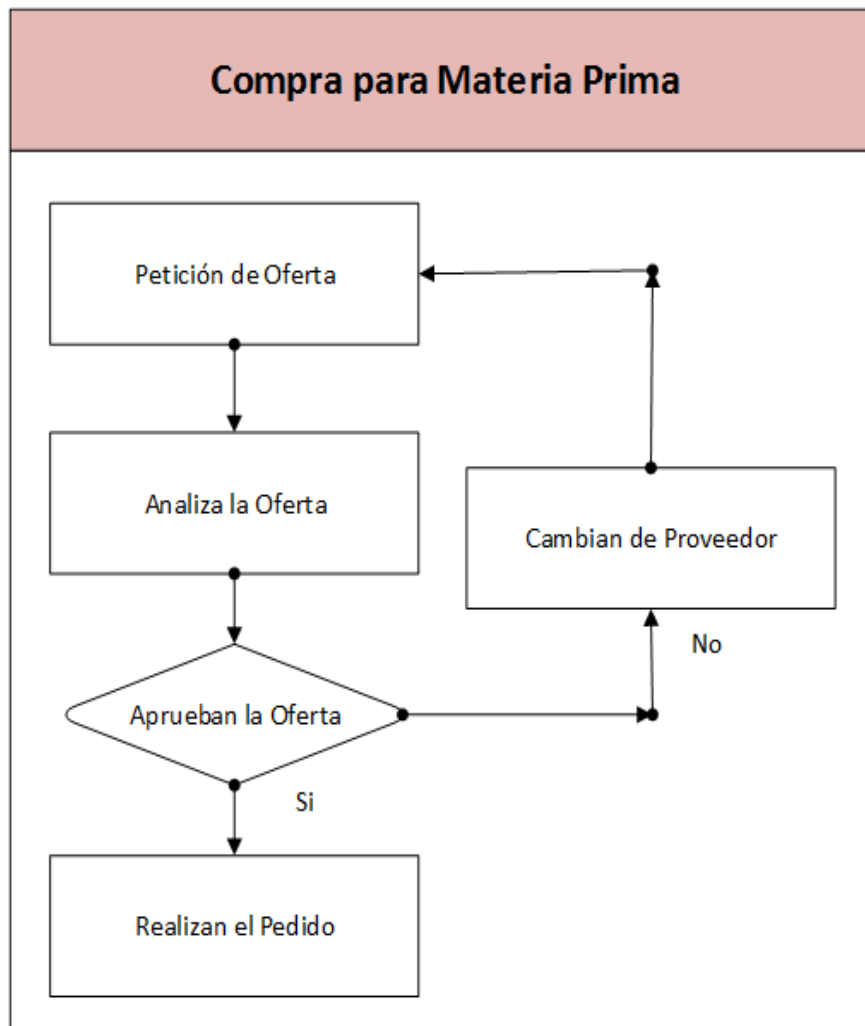 Compra para Materia Prima
Petición de Oferta
Analiza la Oferta
Cambian de Proveedor
No
Aprueban la Oferta
Si
Realizan el Pedido